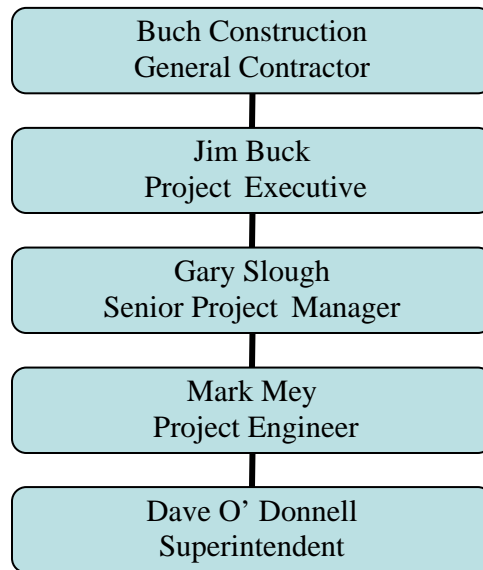 Buch Construction
General Contractor
Jim Buck
Project Executive
Gary Slough
Senior Project Manager
Mark Mey
Project Engineer
Dave O’ Donnell
Superintendent